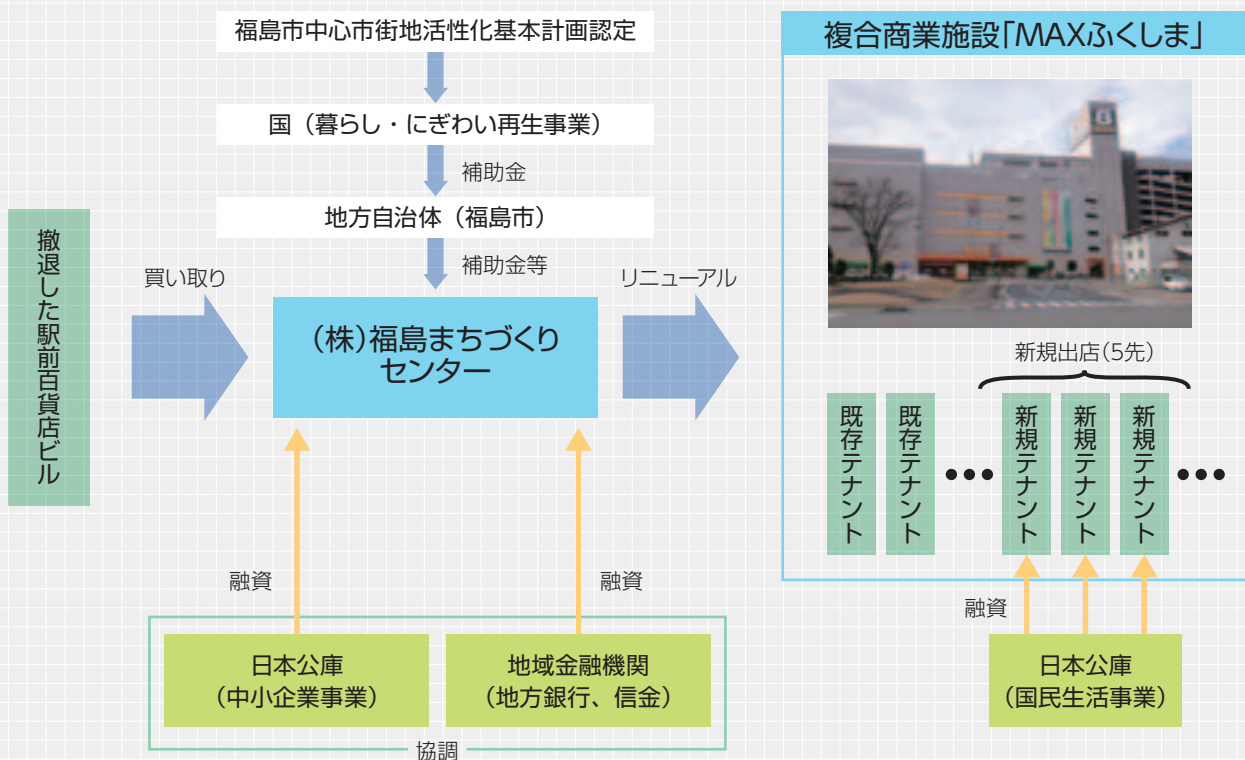 福島市中心市街地活性化基本計画認定
国（暮らし・にぎわい再生事業）
補助金
地方自治体（福島市）
補助金等
撤退した駅前百貨店ビル
買い取り
（株）福島まちづくり
センター
リニューアル
融資
融資
日本公庫
（中小企業事業）
地域金融機関
（地方銀行、信金）
協調
複合商業施設「MAXふくしま」
新規出店（5先）
既存テナント
既存テナント
•••
新規テナント
新規テナント
新規テナント
•••
融資
日本公庫
（国民生活事業）